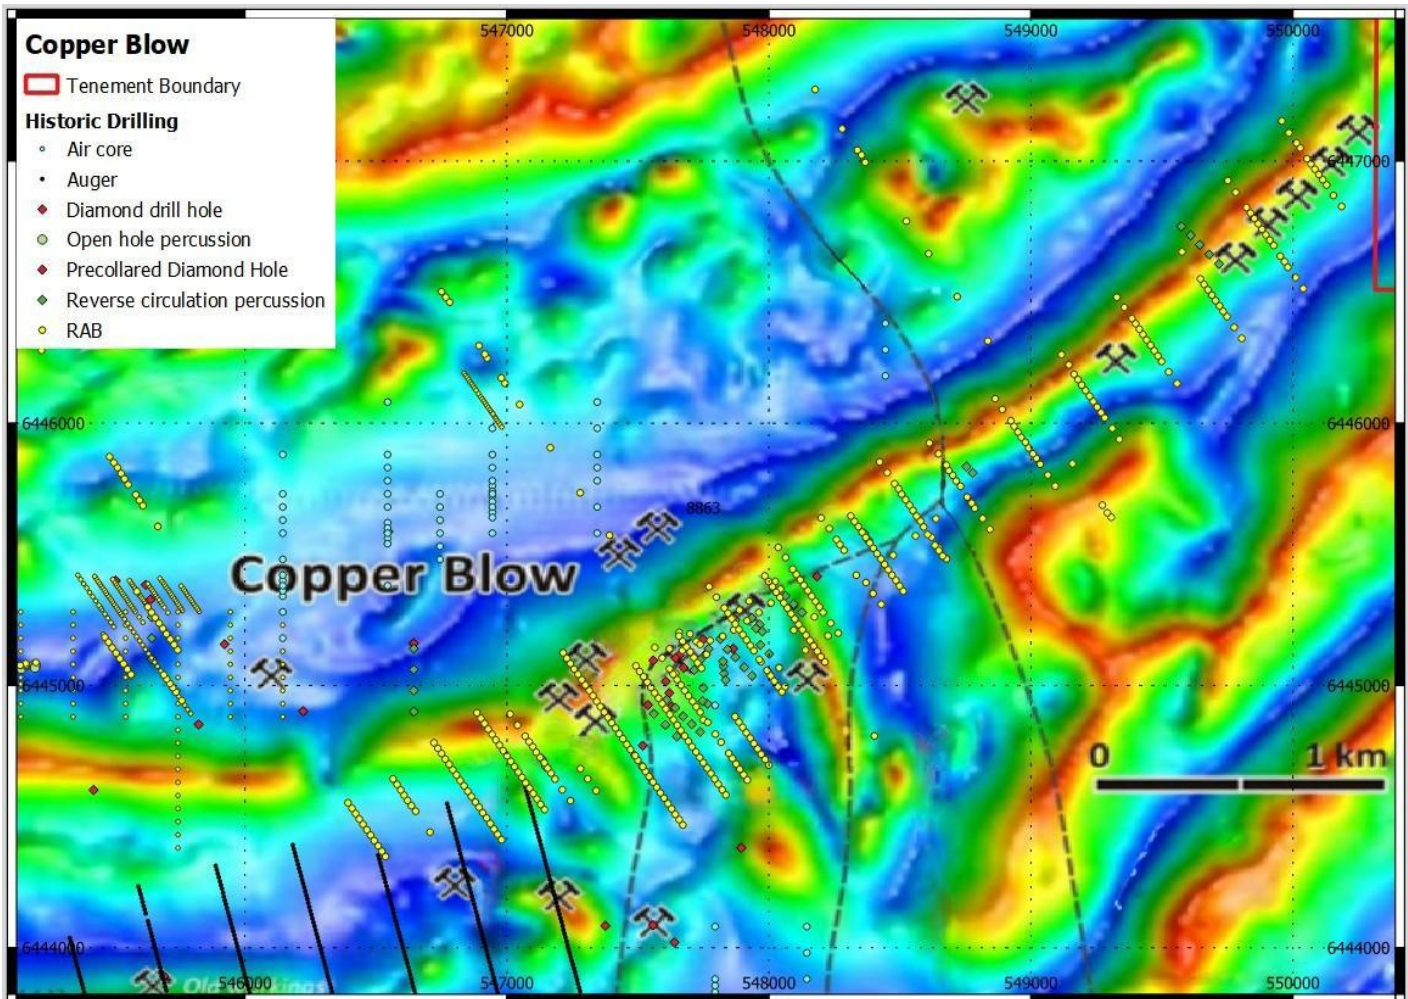 Copper Blow
Tenement Boundary
Historic Drilling
Air core
Auger
Diamond drill hole
Open hole percussion
Precollared Diamond Hole
Reverse circulation percussion
RAB
547000 548000 549000 550000
6447000
6446000 6446000
8863
Copper Blow
6445000 6445000
0 1 km
6444000 6444000
546000 547000 548000 549000 550000
Old